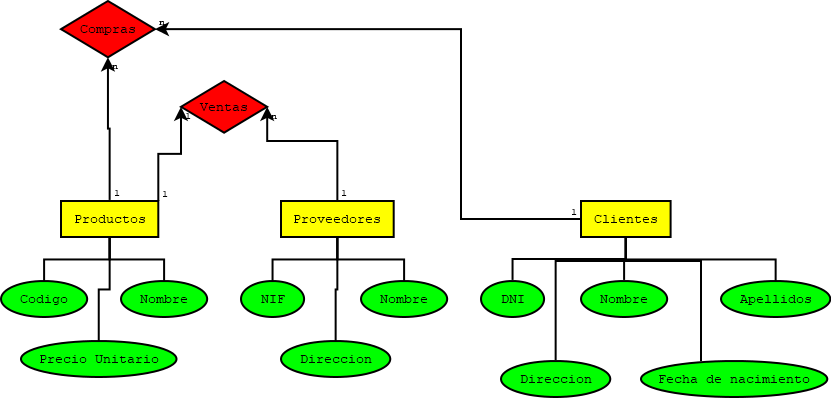 Compras
n
n
Ventas
1
n
1
1
1
1
Productos
Proveedores
Clientes
Codigo
Nombre
NIF
Nombre
DNI
Nombre
Apellidos
Precio Unitario
Direccion
Direccion
Fecha de nacimiento